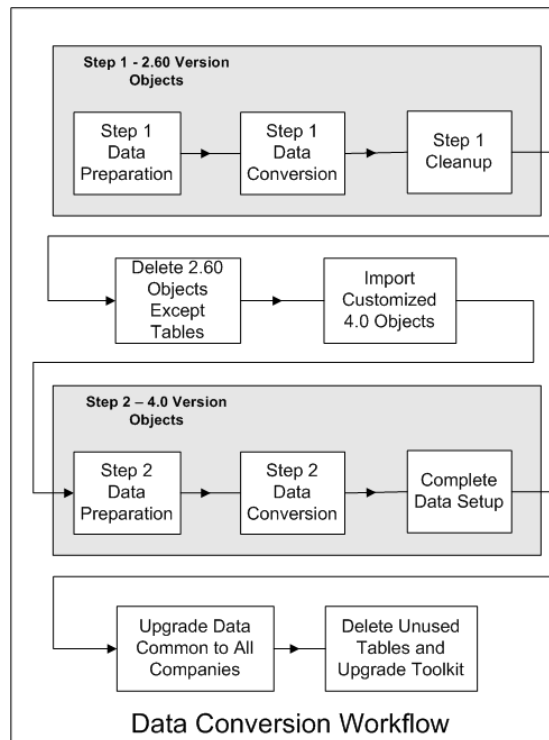 Step 1 - 2.60 Version
Objects
Step 1
Data
Preparation
Step 1
Data
Conversion
Step 1
Cleanup
Delete 2.60
Objects
Except
Tables
Import
Customized
4.0 Objects
Step 2 – 4.0 Version
Objects
Step 2
Data
Preparation
Step 2
Data
Conversion
Complete
Data Setup
Upgrade Data
Common to All
Companies
Delete Unused
Tables and
Upgrade Toolkit
Data Conversion Workflow